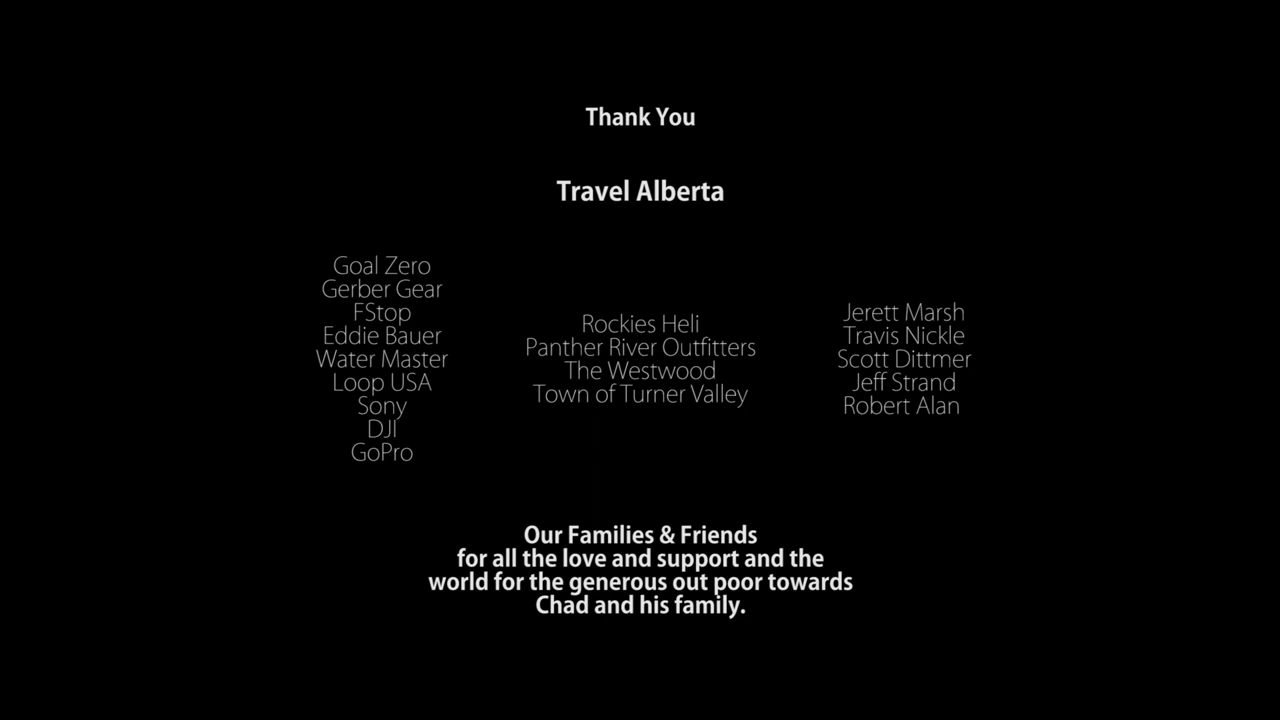 Thank You
Travel Alberta
Goal Zero
Gerber Gear
FStop
Eddie Bauer
Water Master
Loop USA
Sony
DJI
GoPro
Rockies Heli
Panther River Outfitters
The Westwood
Town of Turner Valley
Jerett Marsh
Travis Nickle
Scott Dittmer
Jeff Strand
Robert Alan
Our Families & Friends
for all the love and support and the
world for the generous out poor towards
Chad and his family.